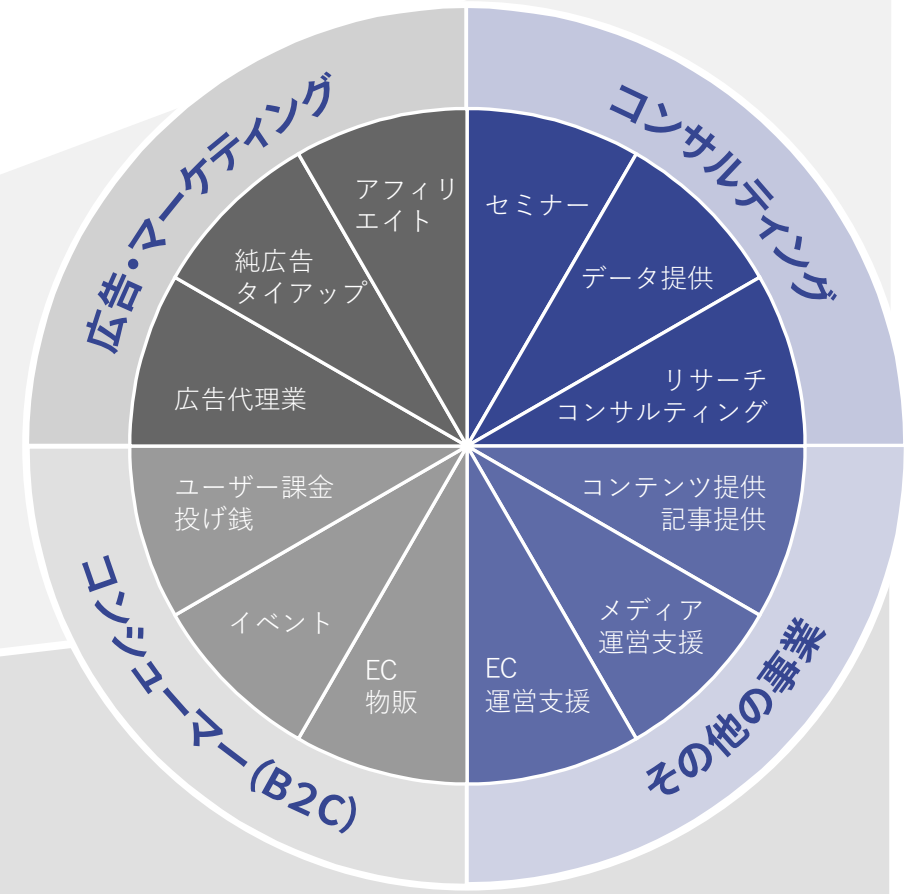 広告・マーケティング
アフィリ
エイト
純広告
タイアップ
広告代理業
コンサルティング
セミナー
データ提供
リサーチ
コンサルティング
コンシューマー(B2C)
ユーザー課金
投げ銭
イベント
EC
物販
その他の事業
コンテンツ提供
記事提供
メディア
運営支援
EC
運営支援